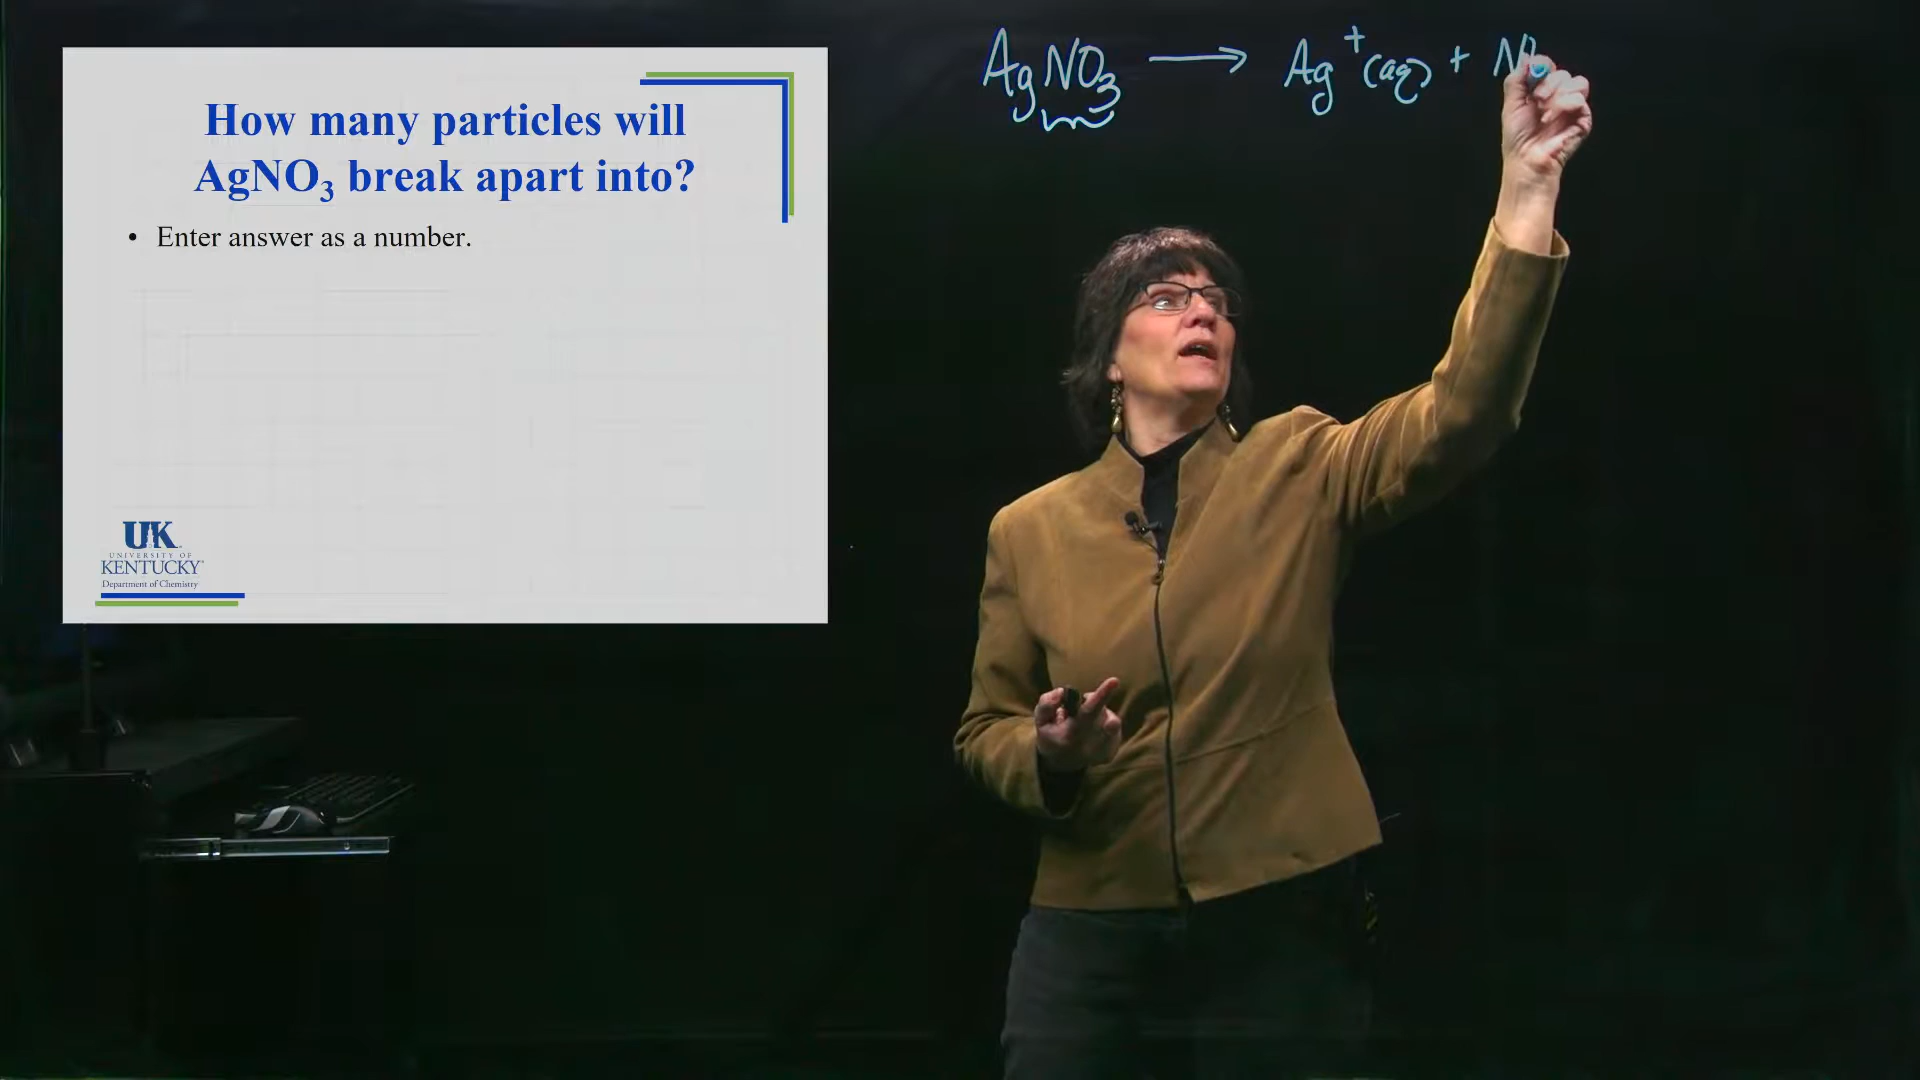 How many particles will
AgNO₃ break apart into?
• Enter answer as a number.
UK
UNIVERSITY OF
KENTUCKY
Department of Chemistry
AgNO₃ ⟶ Ag⁺(aq) + NO